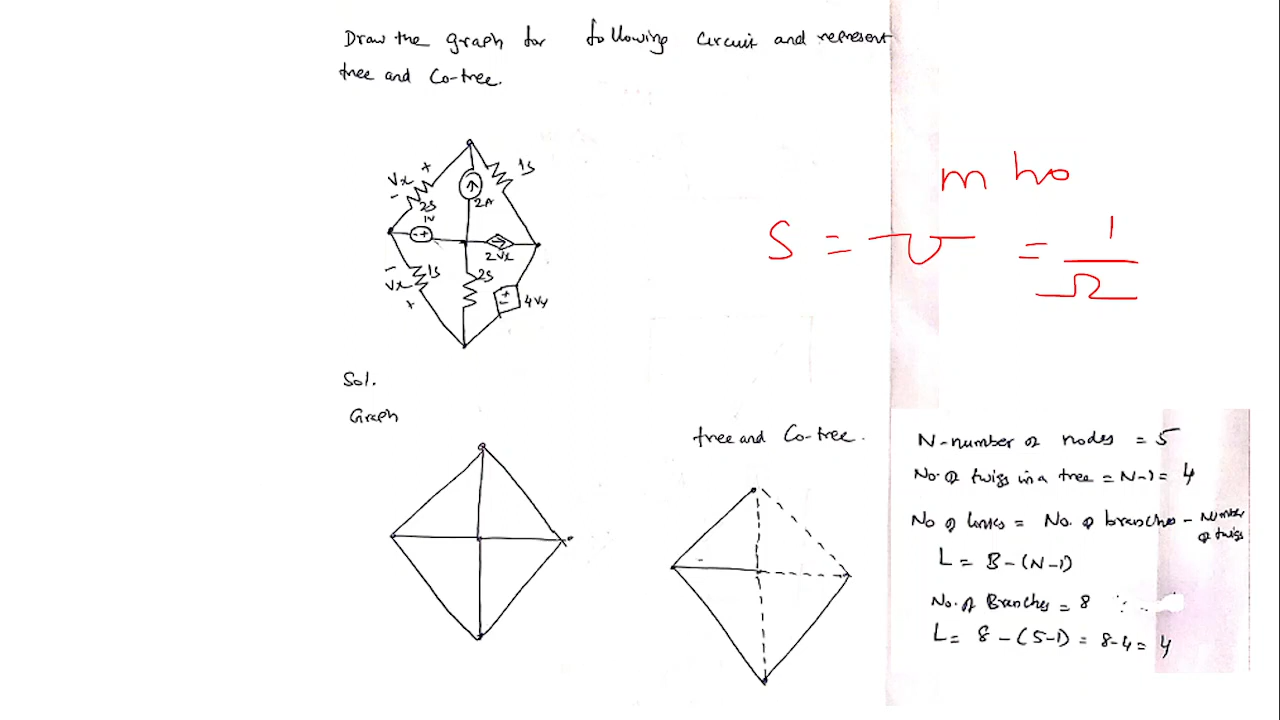 Draw the graph for following circuit and represent
tree and Co-tree.
Vx + - 2S
2A
1S
1V - +
2Vx
- Vx + 1S
2S
+ - 4Vy
m ho
S = ℧ = 1/Ω
Sol.
Graph
tree and Co-tree.
N-number of nodes = 5
No. of twigs in a tree = N-1 = 4
No of links = No. of branches - Number of twigs
L = B-(N-1)
No. of Branches = 8
L = 8-(5-1) = 8-4 = 4